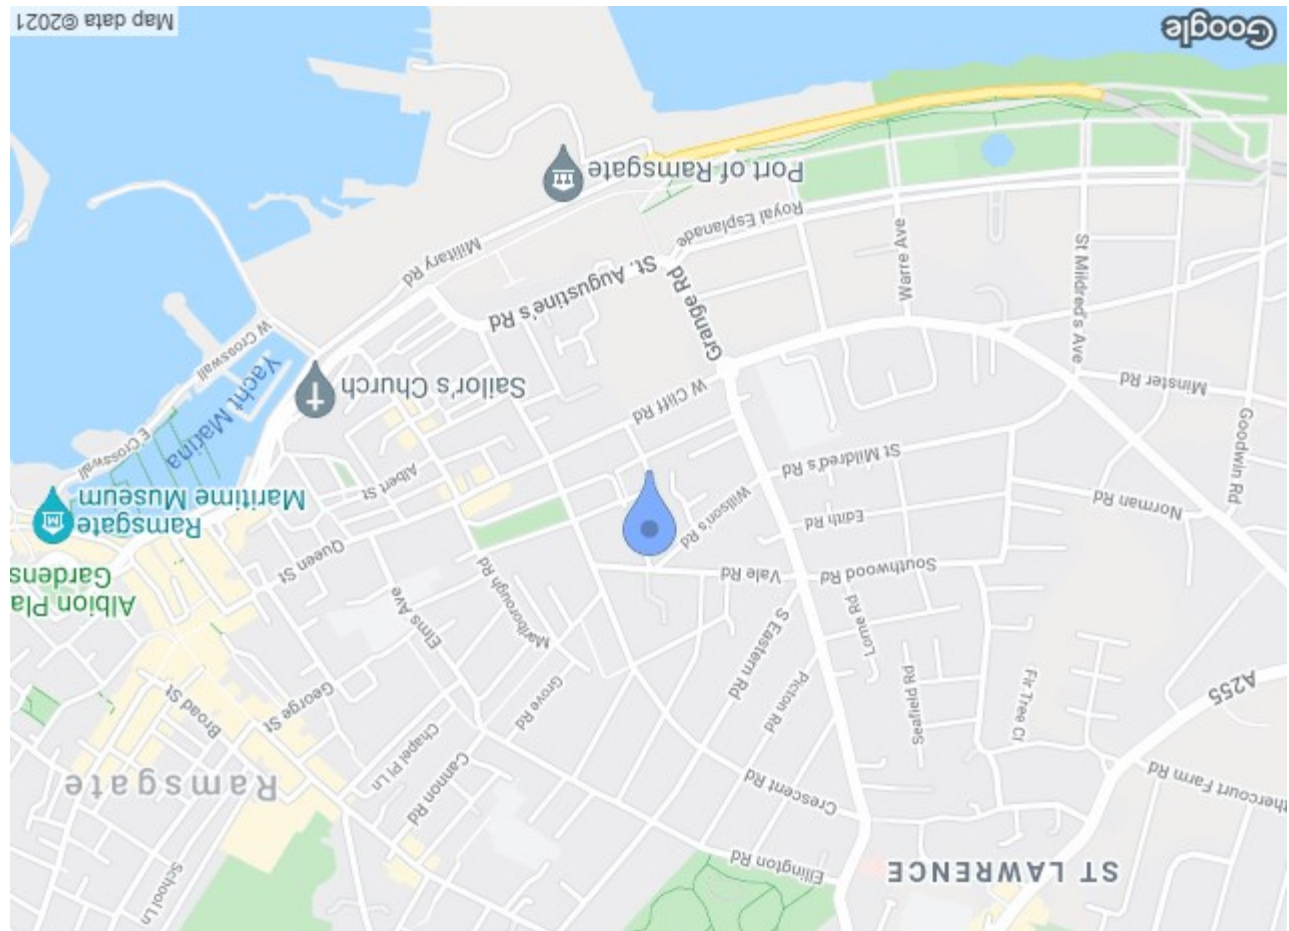 ST LAWRENCE
Ellington Rd
School Ln
Crescent Rd
thercourt Farm Rd
Cannon Rd
Ramsgate
Chapel Pl Ln
A255
Fir Tree Cl
Seafield Rd
Picton Rd
S Eastern Rd
Grove Rd
George St
Broad St
Lorne Rd
Marlborough Rd
Elms Ave
Albion Pla
Gardens
Southwood Rd
Vale Rd
Queen St
Norman Rd
Edith Rd
Willson's Rd
Ramsgate
Maritime Museum
Goodwin Rd
St Mildred's Rd
Albert St
E Crosswall
Yacht Marina
Minster Rd
W Cliff Rd
Sailor's Church
W Crosswall
St Mildred's Ave
Warre Ave
Grange Rd
St. Augustine's Rd
Military Rd
Royal Esplanade
Port of Ramsgate
Google
Map data ©2021